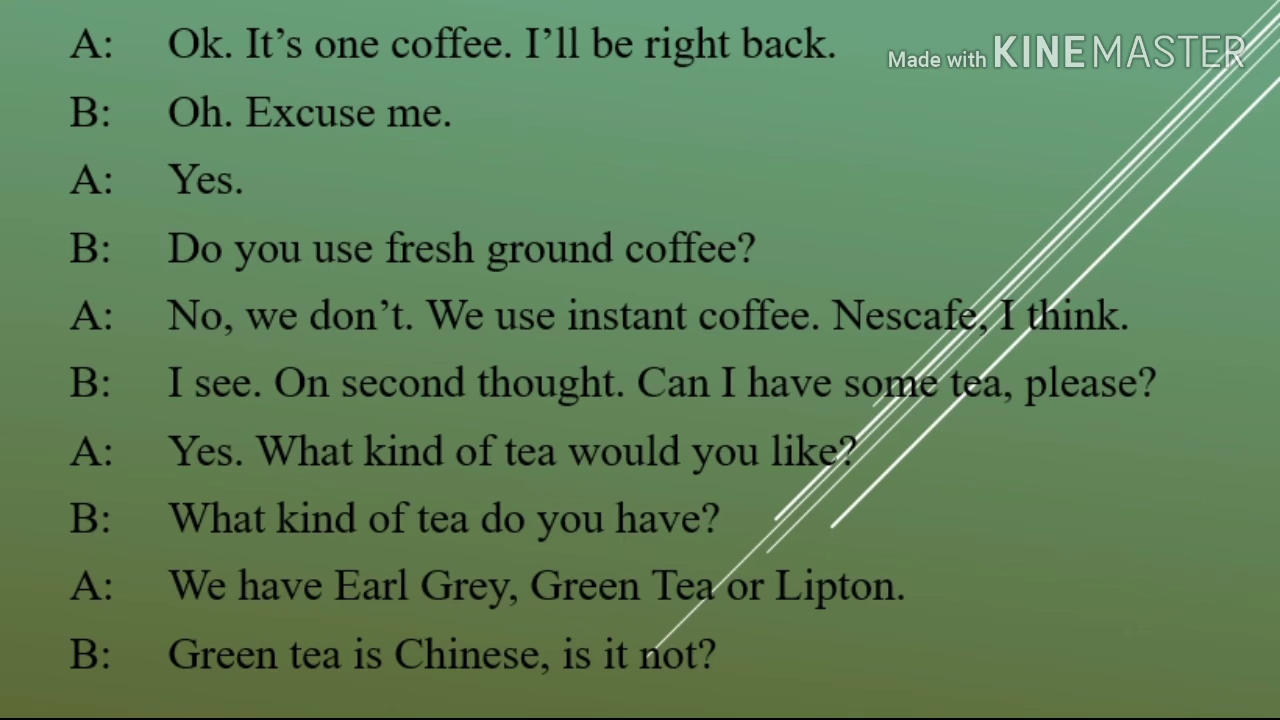 A: Ok. It's one coffee. I'll be right back.
Made with KINEMASTER
B: Oh. Excuse me.
A: Yes.
B: Do you use fresh ground coffee?
A: No, we don't. We use instant coffee. Nescafe, I think.
B: I see. On second thought. Can I have some tea, please?
A: Yes. What kind of tea would you like?
B: What kind of tea do you have?
A: We have Earl Grey, Green Tea or Lipton.
B: Green tea is Chinese, is it not?